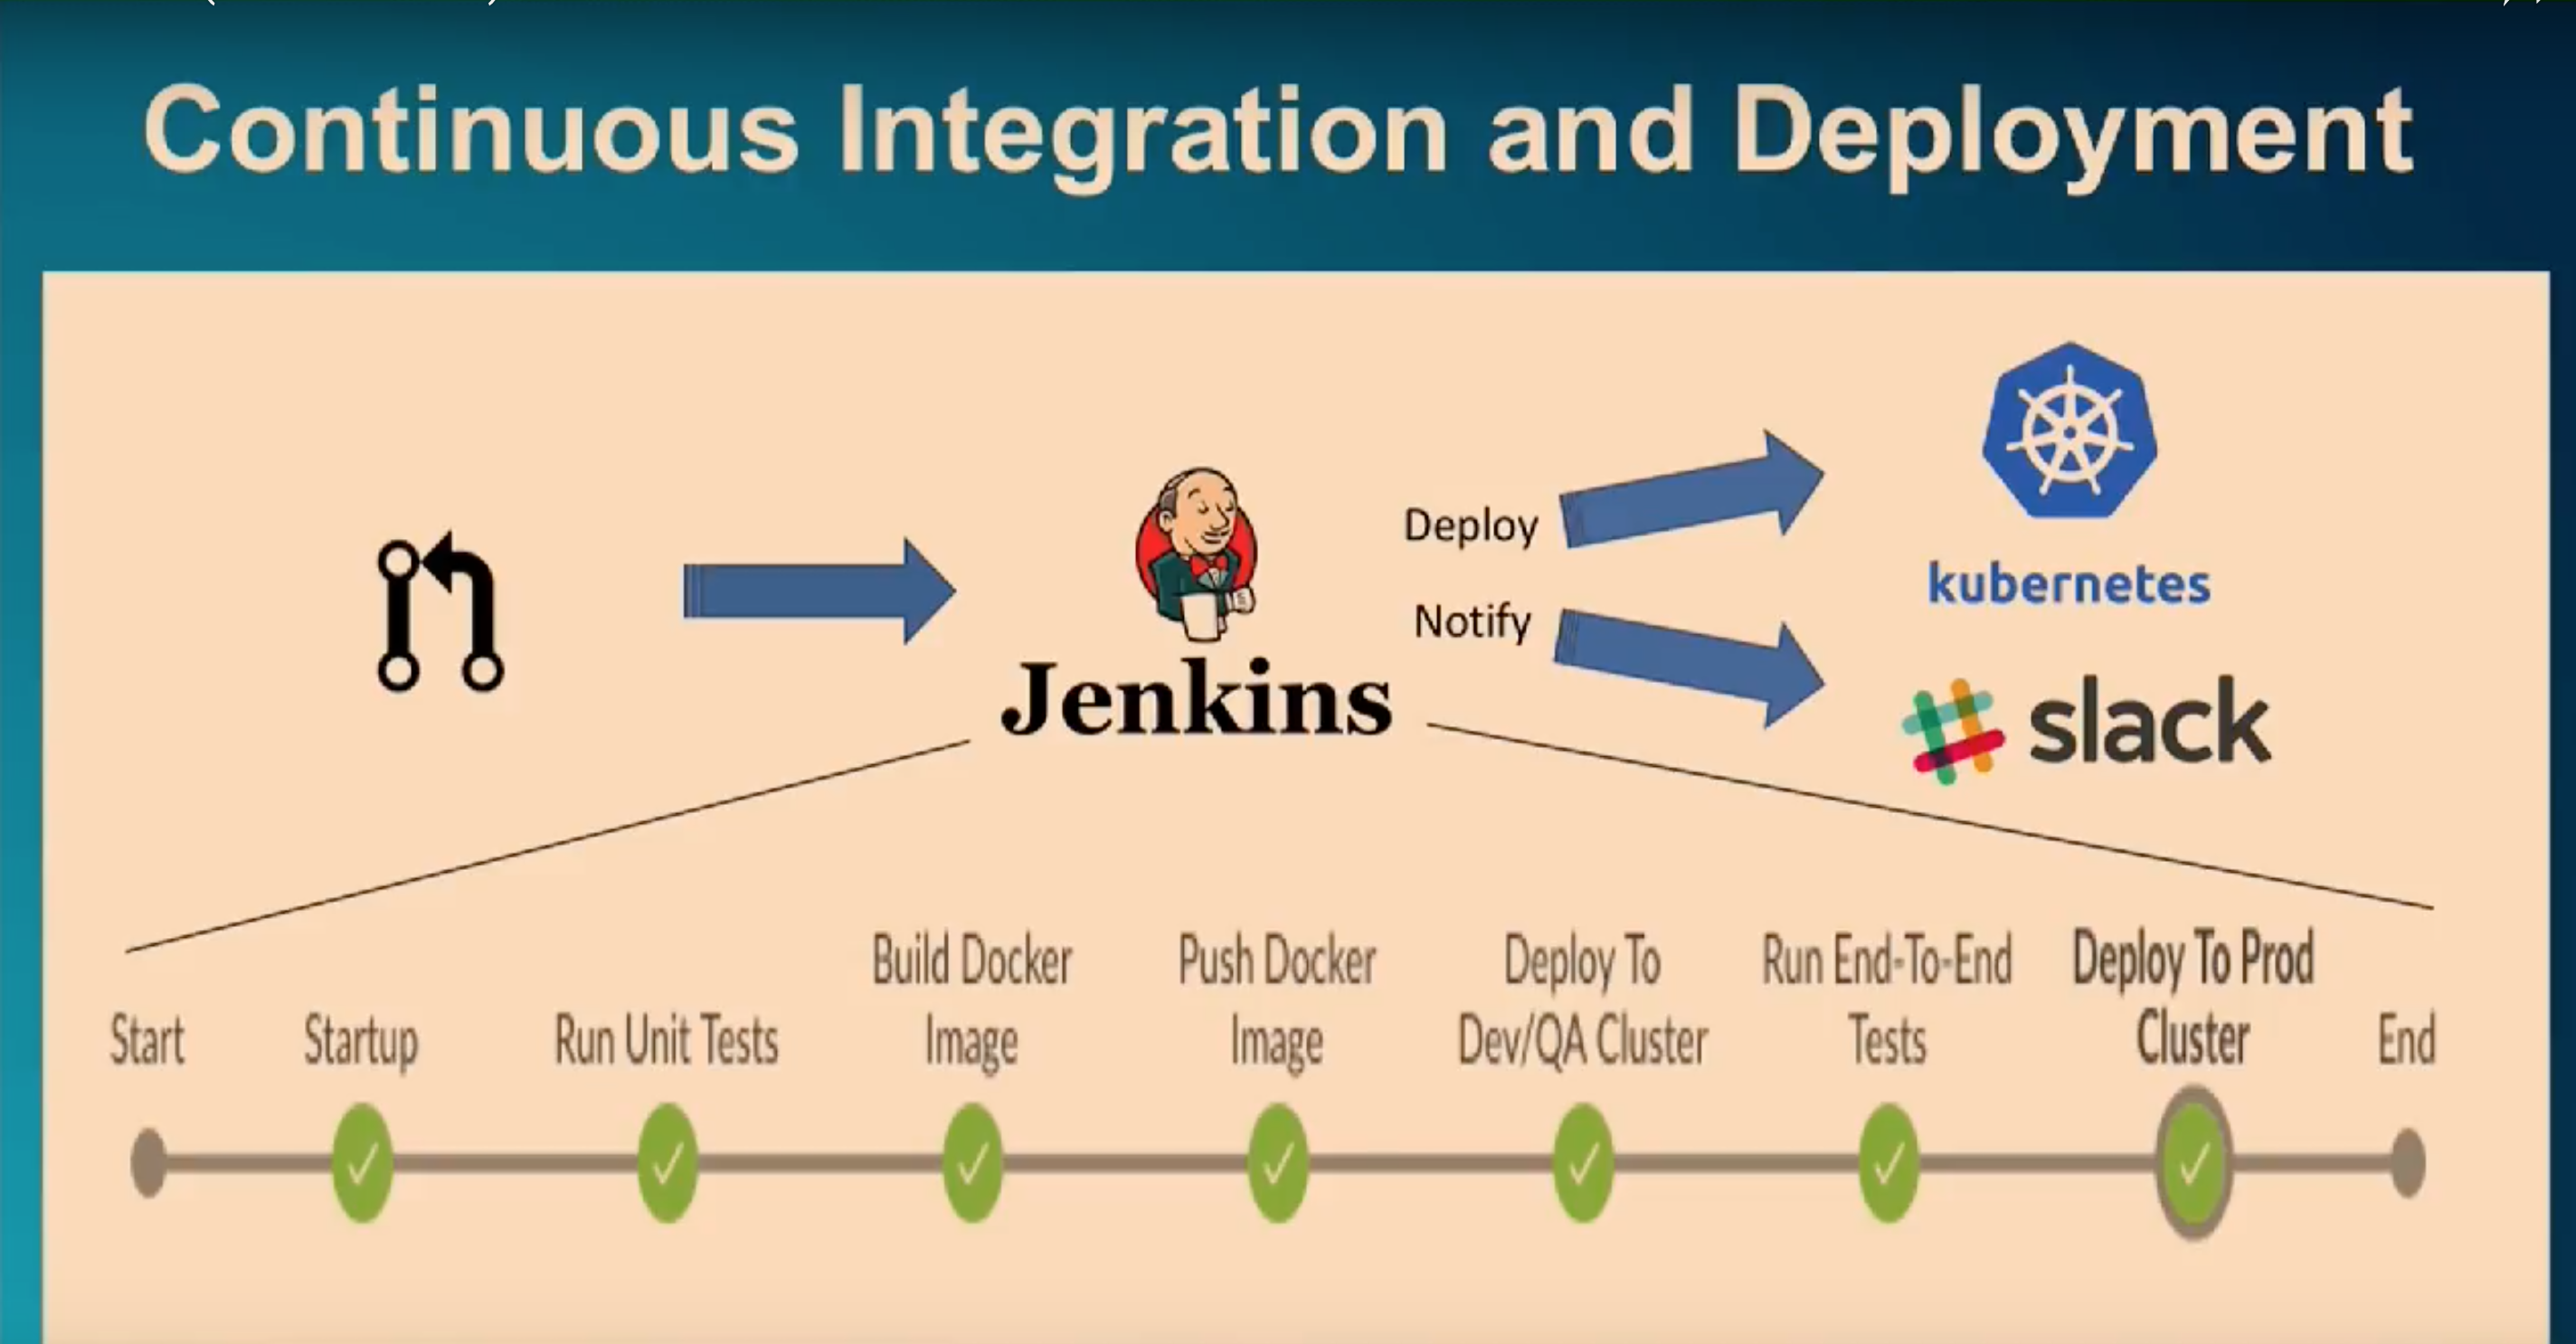 Continuous Integration and Deployment
Deploy
Notify
kubernetes
slack
Jenkins
Start
Startup
Run Unit Tests
Build Docker
Image
Push Docker
Image
Deploy To
Dev/QA Cluster
Run End-To-End
Tests
Deploy To Prod
Cluster
End